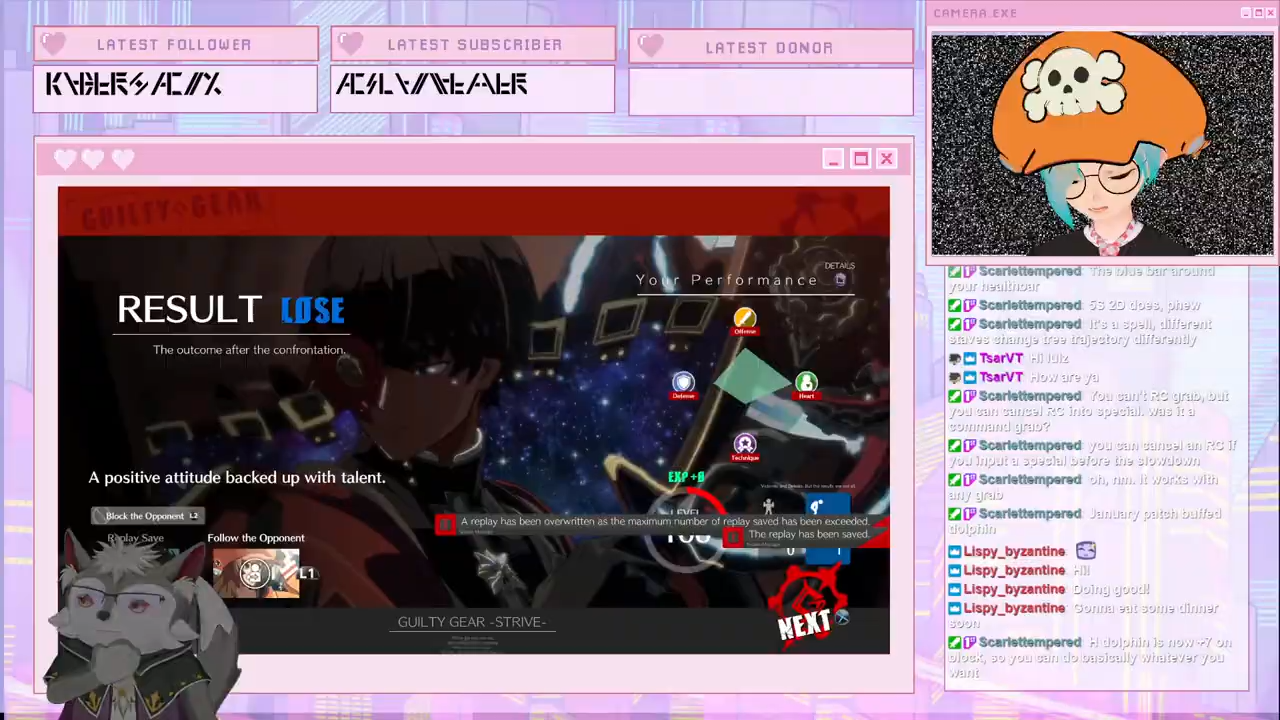 LATEST FOLLOWER
LATEST SUBSCRIBER
LATEST DONOR
CAMERA.EXE
GUILTY GEAR
RESULT LOSE
The outcome after the confrontation.
DETAILS
Your Performance
Offense
Defense
Heart
Technique
EXP +0
LEVEL
A positive attitude backed up with talent.
Block the Opponent L2
Replay Save
Follow the Opponent
L1
A replay has been overwritten as the maximum number of replay saved has been exceeded.
The replay has been saved.
NEXT
GUILTY GEAR -STRIVE-
Scarlettempered The blue bar around
your healthbar
Scarlettempered 5S 2D does, phew
Scarlettempered It's a spell, different
staves change tree trajectory differently
TsarVT Hi lulz
TsarVT How are ya
Scarlettempered You can't RC grab, but
you can cancel RC into special. was it a
command grab?
Scarlettempered you can cancel an RC if
you input a special before the slowdown
Scarlettempered oh, nm. it works with
any grab
Scarlettempered January patch buffed
dolphin
Lispy_byzantine
Lispy_byzantine Hi!
Lispy_byzantine Doing good!
Lispy_byzantine Gonna eat some dinner
soon
Scarlettempered H dolphin is now +7 on
block, so you can do basically whatever you
want